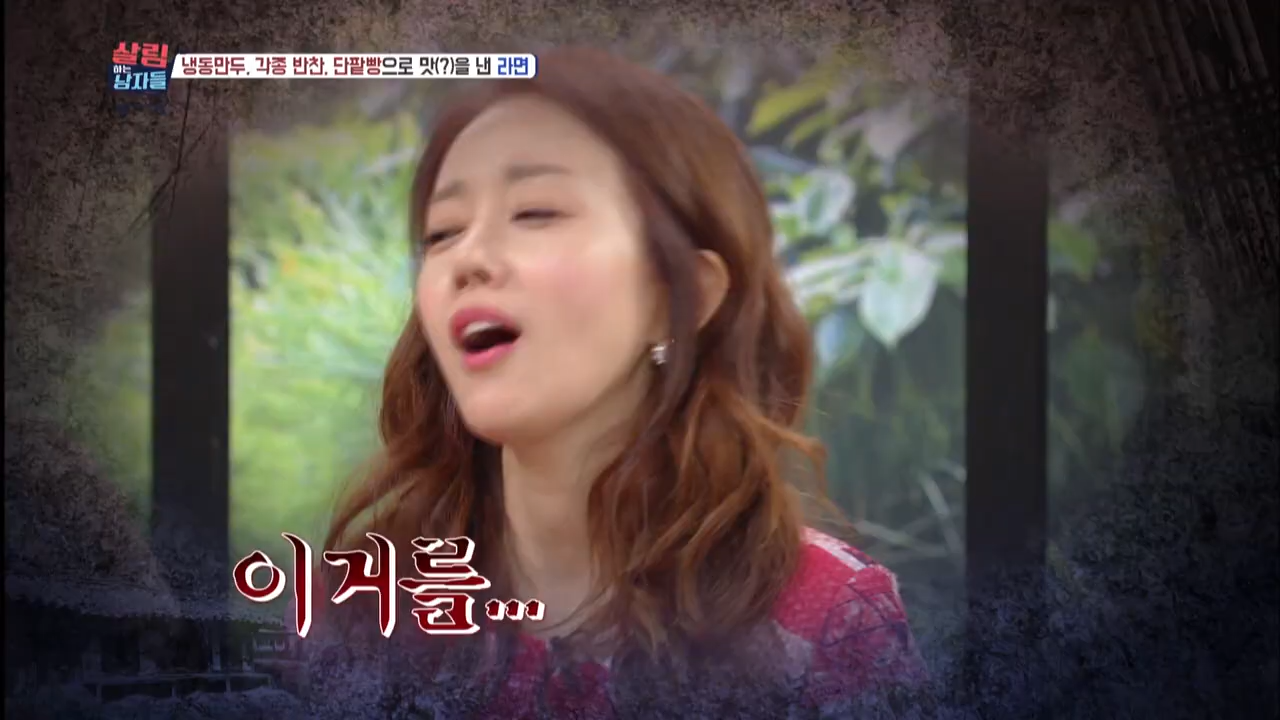 살림
하는
남자들
냉동만두, 각종 반찬, 단팥빵으로 맛(?)을 낸 라면
이거를...